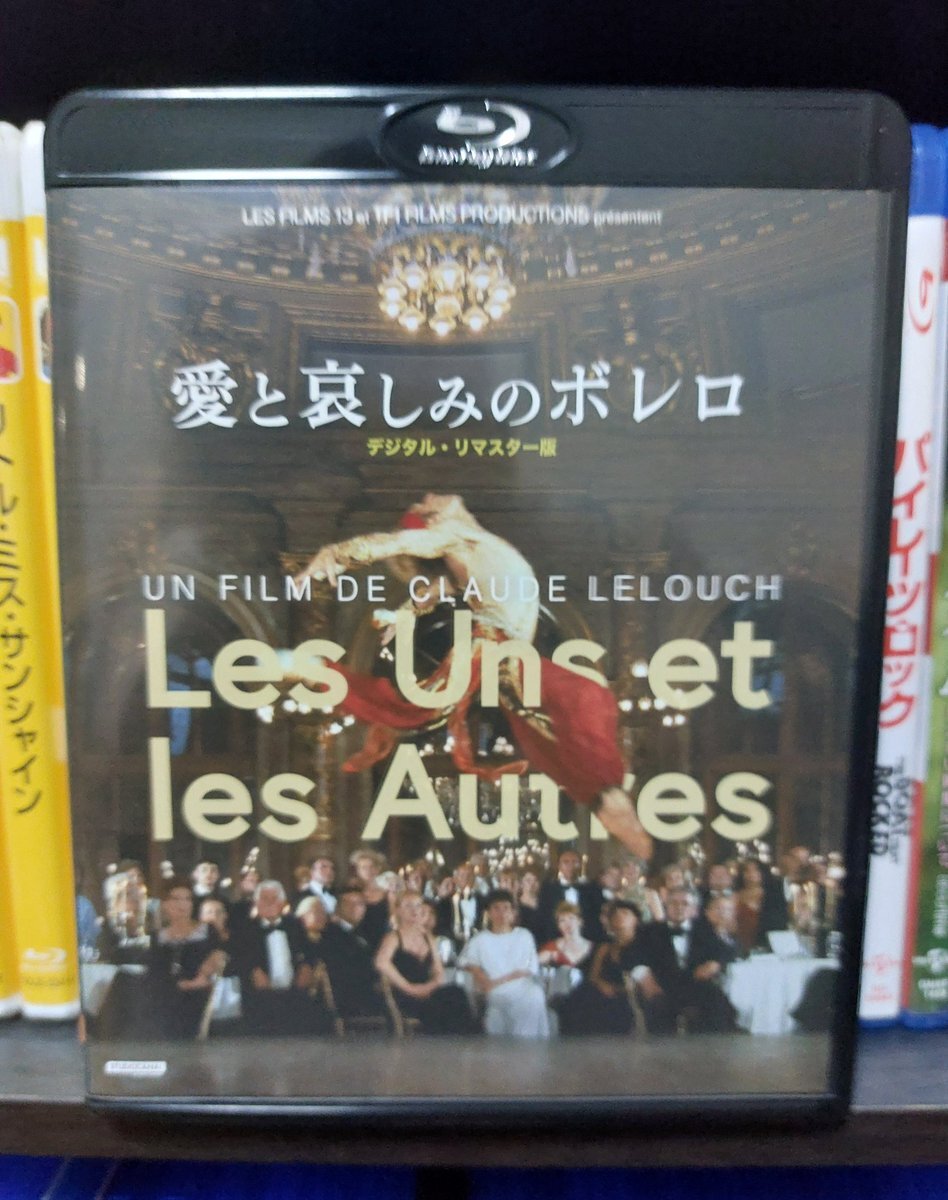 LES FILMS 13 et TF1 FILMS PRODUCTIONS présentent
愛と哀しみのボレロ
デジタル・リマスター版
UN FILM DE CLAUDE LELOUCH
Les Uns et
les Autres
STUDIOCANAL
リトル・ミス・サンシャイン
パイレーツ・ロック
THE BOAT THAT ROCKED